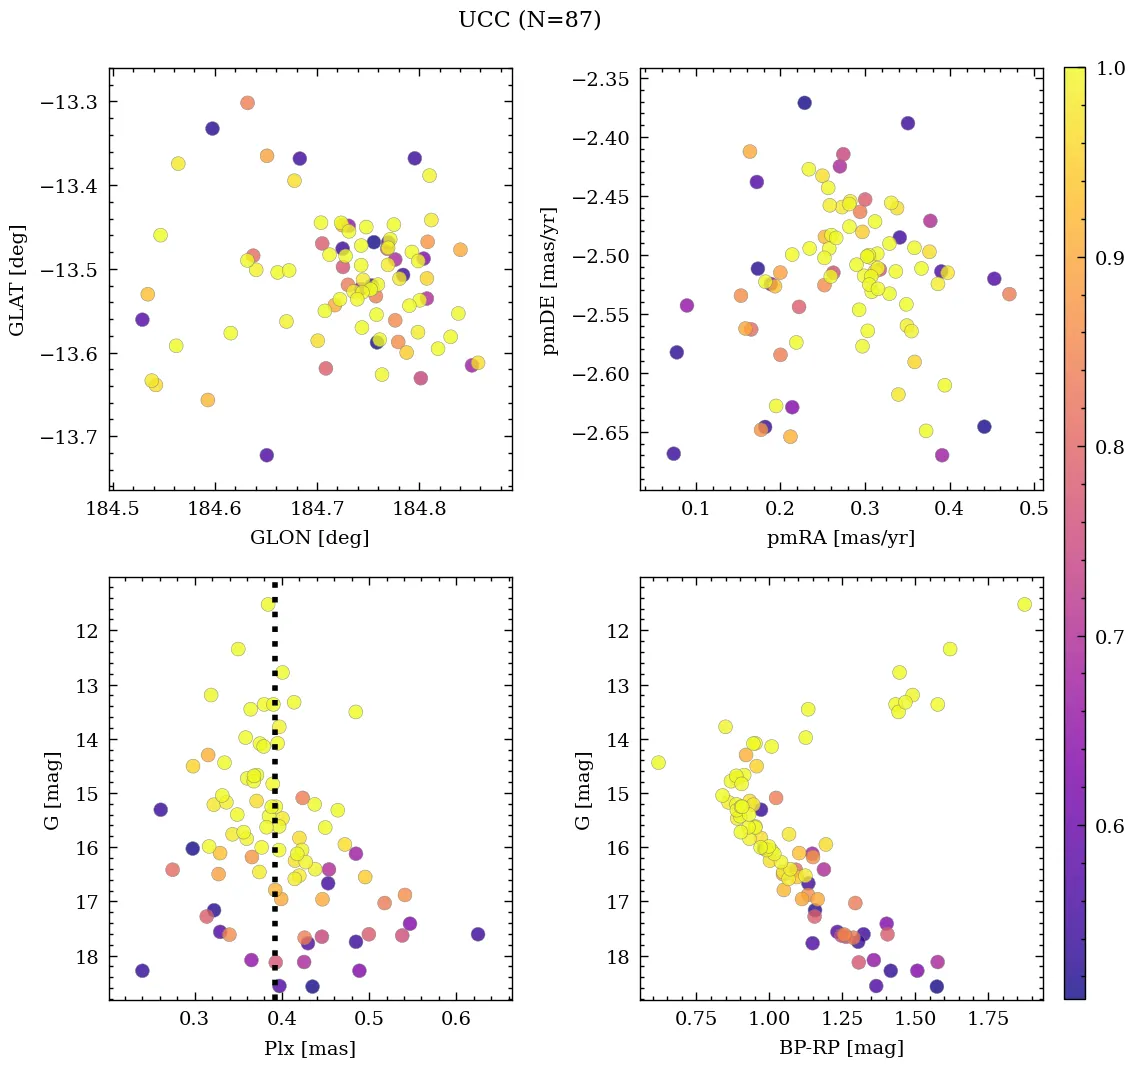 UCC (N=87)
−13.3
−13.4
−13.5
−13.6
−13.7
GLAT [deg]
184.5 184.6 184.7 184.8
GLON [deg]
−2.35
−2.40
−2.45
−2.50
−2.55
−2.60
−2.65
pmDE [mas/yr]
0.1 0.2 0.3 0.4 0.5
pmRA [mas/yr]
1.0
0.9
0.8
0.7
0.6
12
13
14
15
16
17
18
G [mag]
0.3 0.4 0.5 0.6
Plx [mas]
12
13
14
15
16
17
18
G [mag]
0.75 1.00 1.25 1.50 1.75
BP-RP [mag]